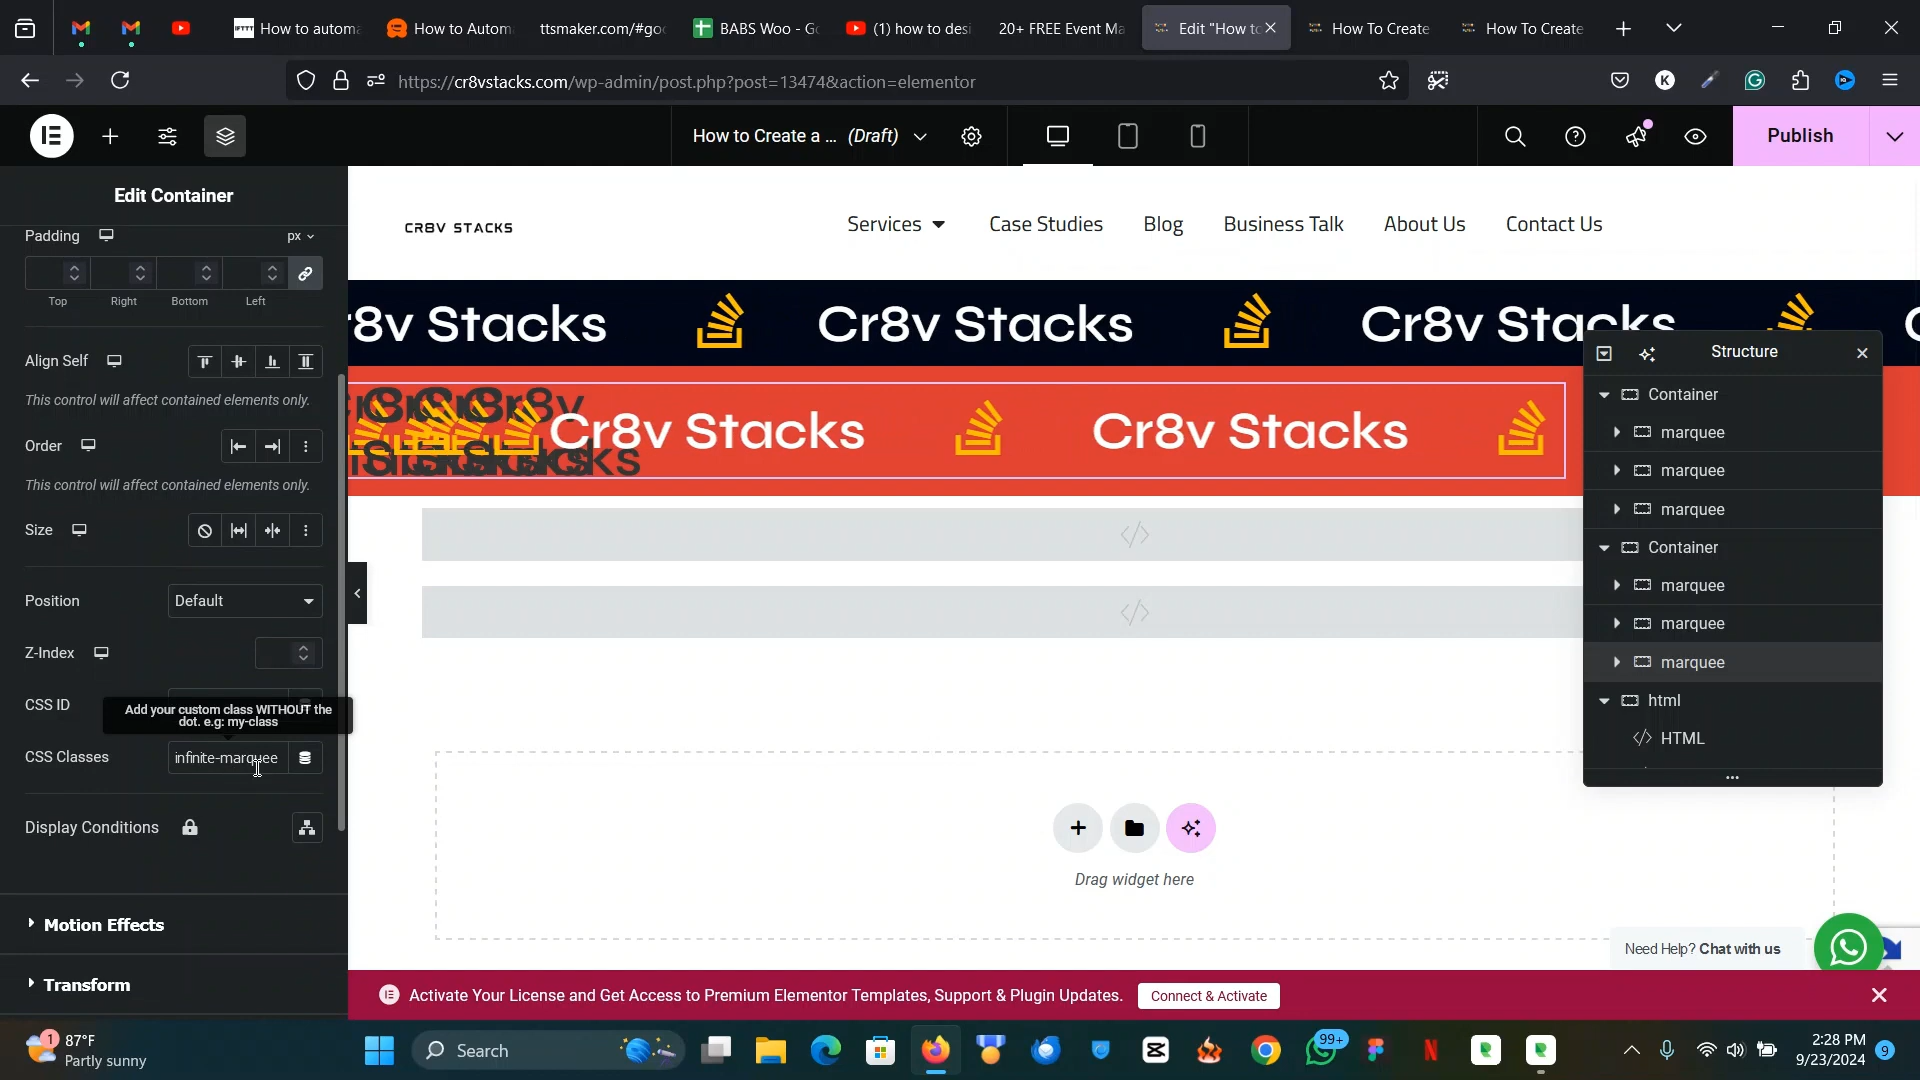 How to automa
How to Autom
ttsmaker.com/#goo
BABS Woo - Go
(1) how to desi
20+ FREE Event Ma
Edit "How to
How To Create
How To Create
https://cr8vstacks.com/wp-admin/post.php?post=13474&action=elementor
How to Create a ... (Draft)
Publish
Edit Container
Padding
px
Top
Right
Bottom
Left
Align Self
This control will affect contained elements only.
Order
This control will affect contained elements only.
Size
Position
Default
Z-Index
CSS ID
Add your custom class WITHOUT the
dot. e.g: my-class
CSS Classes
infinite-marquee
Display Conditions
Motion Effects
Transform
CR8V STACKS
Services
Case Studies
Blog
Business Talk
About Us
Contact Us
r8v Stacks
Cr8v Stacks
Cr8v Stacks
Cr8v Stacks
Cr8v Stacks
Structure
Container
marquee
marquee
marquee
Container
marquee
marquee
marquee
html
HTML
Drag widget here
Need Help? Chat with us
Activate Your License and Get Access to Premium Elementor Templates, Support & Plugin Updates.
Connect & Activate
1
87°F
Partly sunny
Search
99+
2:28 PM
9/23/2024
9